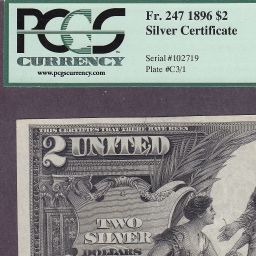 PCGS
CURRENCY
www.pcgscurrency.com
Fr. 247 1896 $2
Silver Certificate
Serial #102719
Plate #C3/1
THIS CERTIFIES THAT THERE HAVE BEEN
2 UNITED
TWO
SILVER
DOLLARS